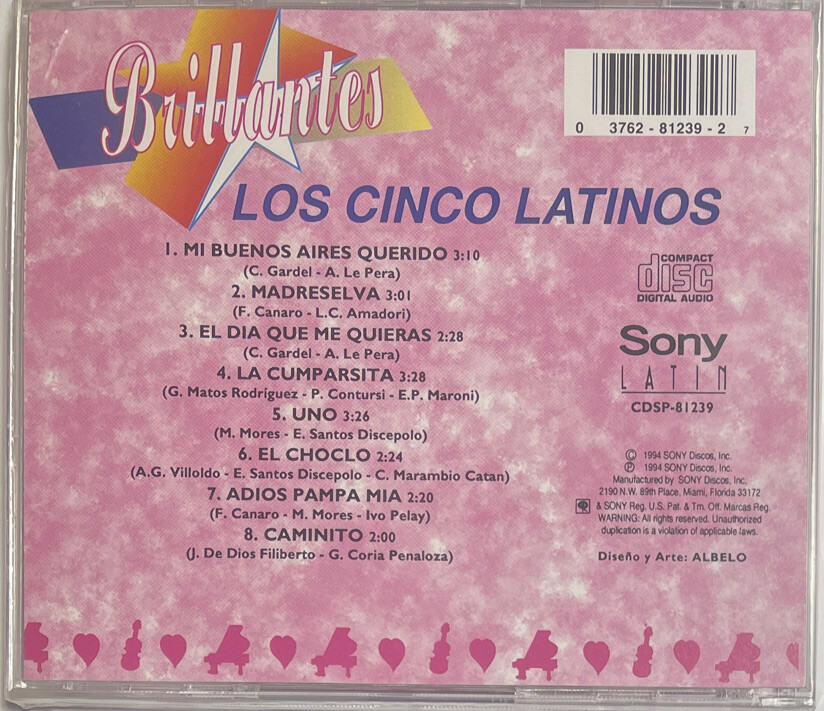 Brillantes
0 3762 - 81239 - 2 7
LOS CINCO LATINOS
1. MI BUENOS AIRES QUERIDO 3:10
(C. Gardel - A. Le Pera)
2. MADRESELVA 3:01
(F. Canaro - L.C. Amadori)
3. EL DIA QUE ME QUIERAS 2:28
(C. Gardel - A. Le Pera)
4. LA CUMPARSITA 3:28
(G. Matos Rodriguez - P. Contursi - E.P. Maroni)
5. UNO 3:26
(M. Mores - E. Santos Discepolo)
6. EL CHOCLO 2:24
(A.G. Villoldo - E. Santos Discepolo - C. Marambio Catan)
7. ADIOS PAMPA MIA 2:20
(F. Canaro - M. Mores - Ivo Pelay)
8. CAMINITO 2:00
(J. De Dios Filiberto - G. Coria Penaloza)
COMPACT
disc
DIGITAL AUDIO
Sony
LATIN
CDSP-81239
© 1994 SONY Discos, Inc.
℗ 1994 SONY Discos, Inc.
Manufactured by SONY Discos, Inc,
2190 N.W. 89th Place, Miami, Florida 33172
& SONY Reg. U.S. Pat. & Tm. Off. Marcas Reg.
WARNING: All rights reserved. Unauthorized
duplication is a violation of applicable laws.
Diseño y Arte: ALBELO